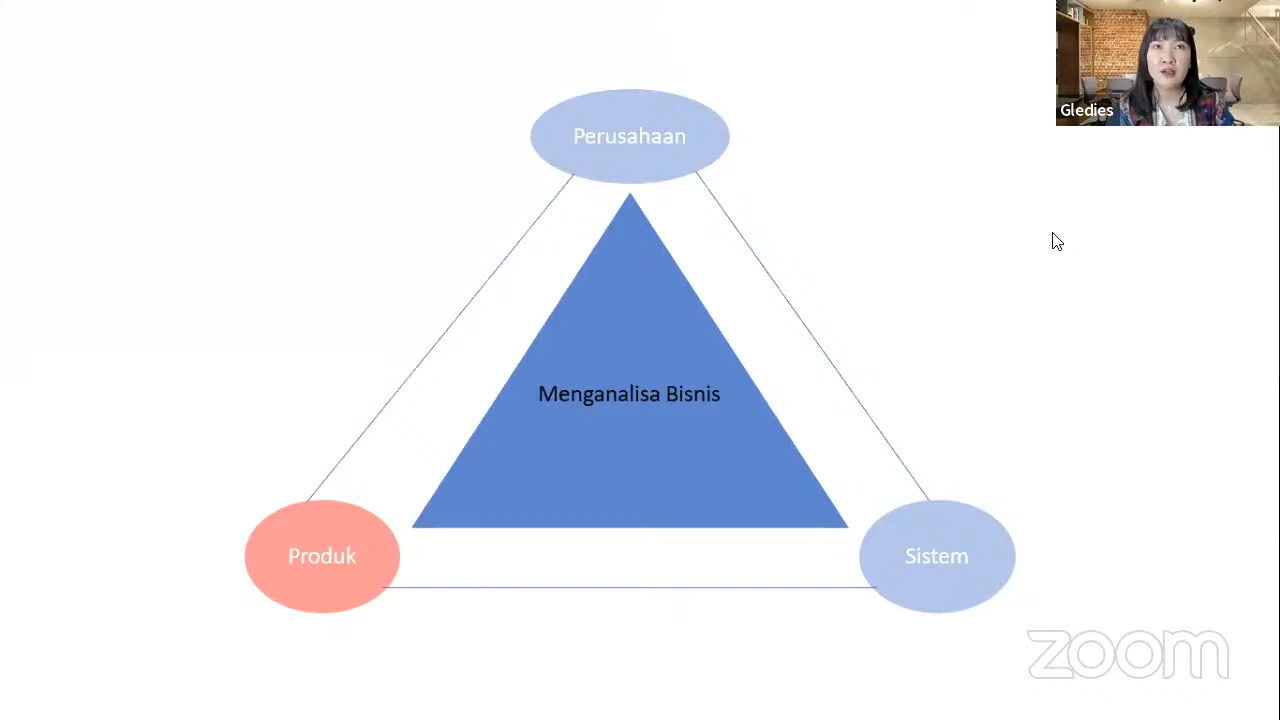 Gledies
Perusahaan
Menganalisa Bisnis
Produk
Sistem
zoom